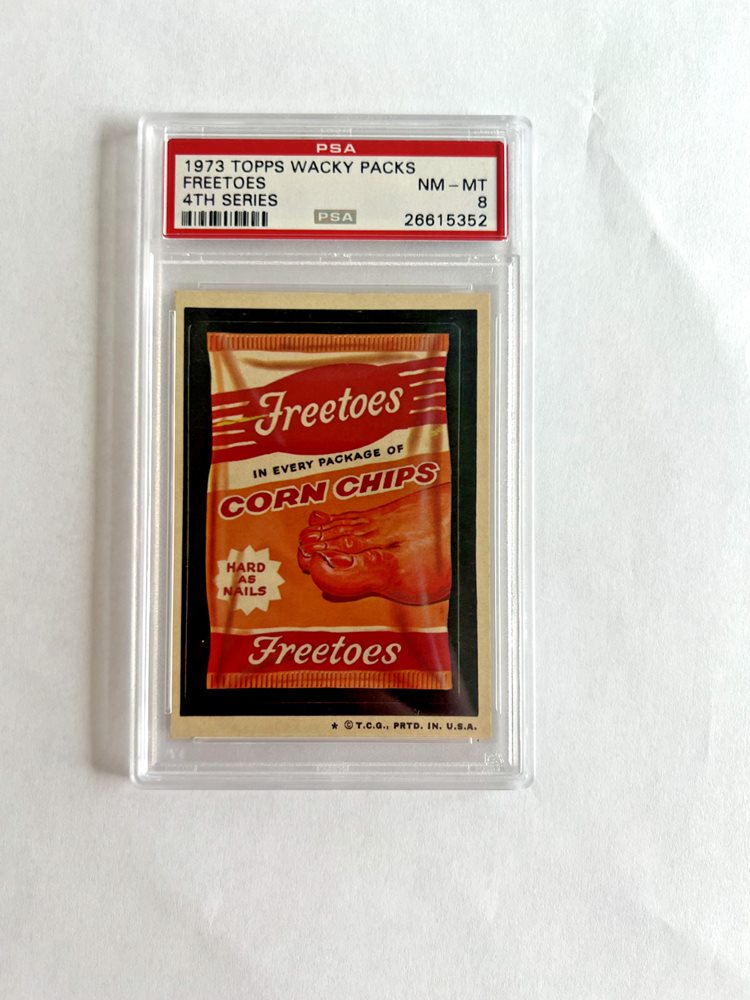 PSA
1973 TOPPS WACKY PACKS
FREETOES NM - MT
4TH SERIES 8
PSA 26615352
Freetoes
IN EVERY PACKAGE OF
CORN CHIPS
HARD
AS
NAILS
Freetoes
* © T.C.G., PRTD. IN. U.S.A.